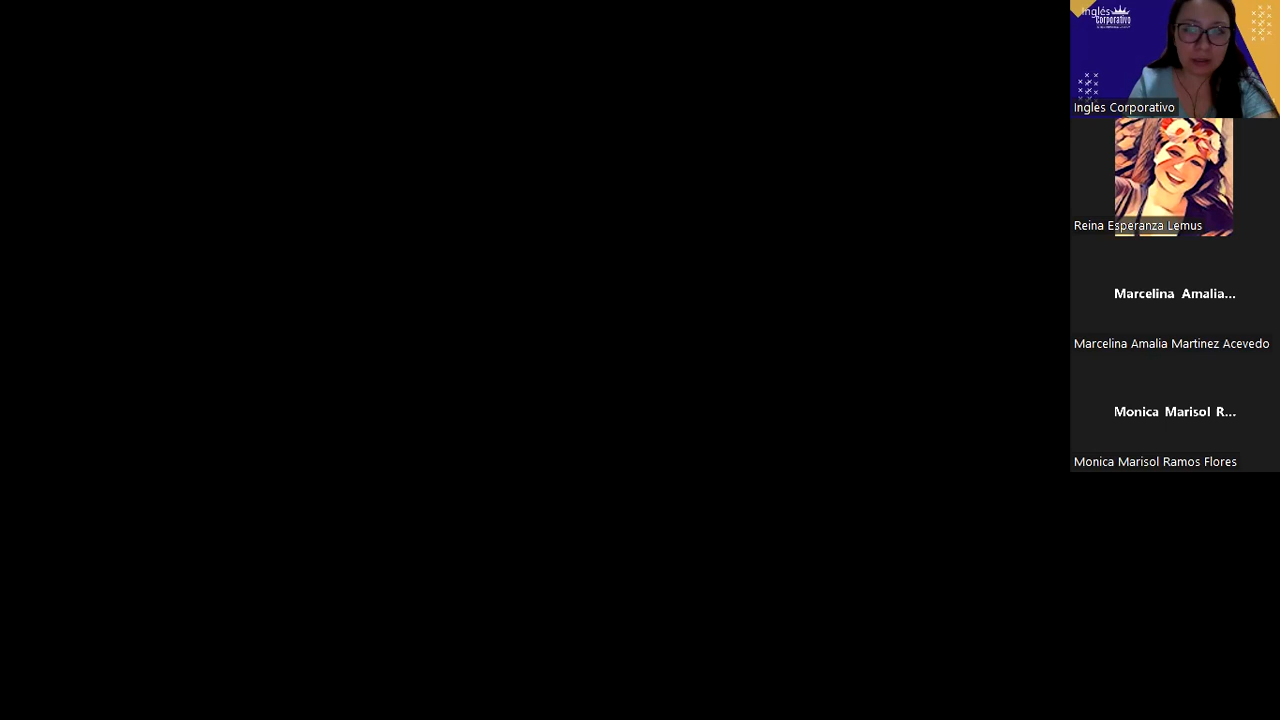 Inglés
corporativo
Ingles Corporativo
Reina Esperanza Lemus
Marcelina Amalia...
Marcelina Amalia Martinez Acevedo
Monica Marisol R...
Monica Marisol Ramos Flores